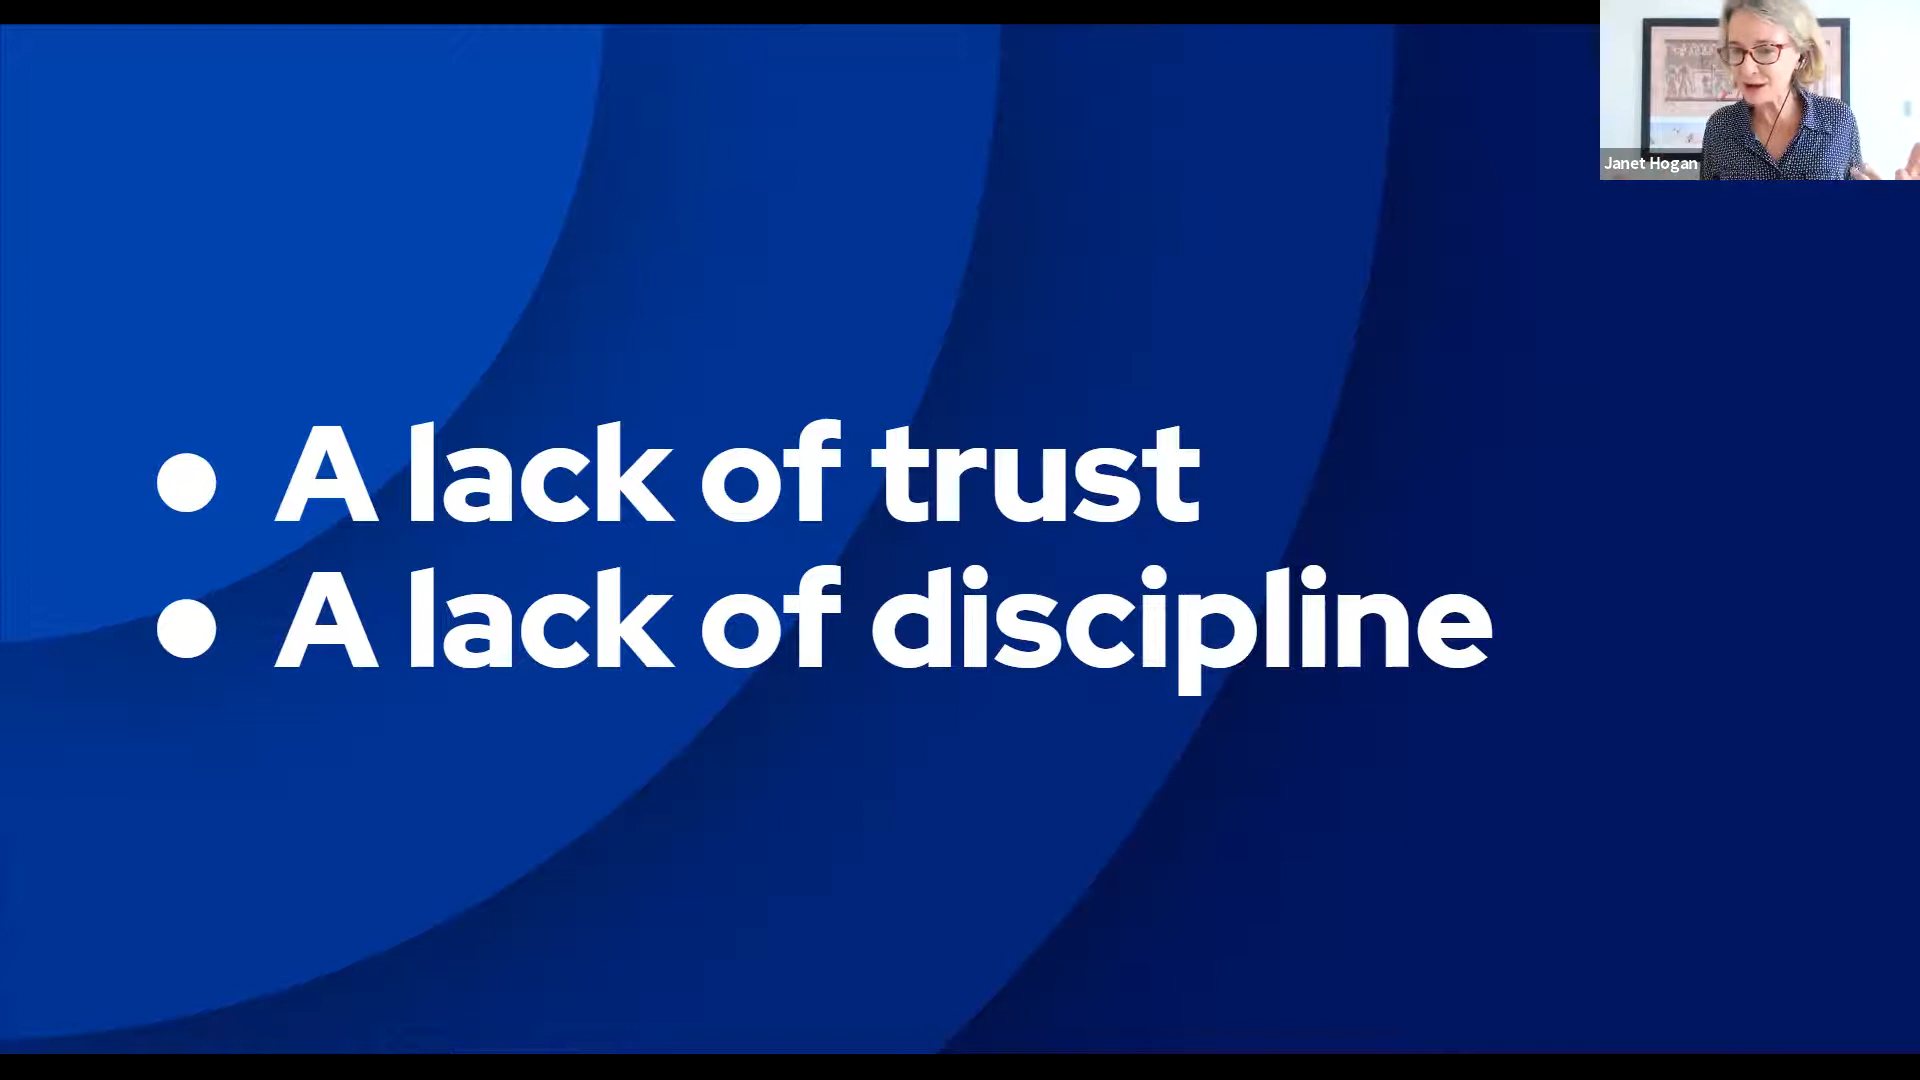 Janet Hogan
● A lack of trust
● A lack of discipline